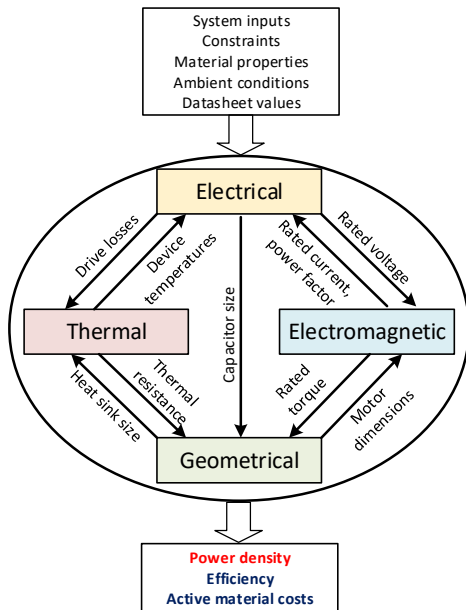 System inputs
Constraints
Material properties
Ambient conditions
Datasheet values
Electrical
Drive losses
Device
temperatures
Capacitor size
Rated current,
power factor
Rated voltage
Thermal
Electromagnetic
Heat sink size
Thermal
resistance
Rated
torque
Motor
dimensions
Geometrical
Power density
Efficiency
Active material costs